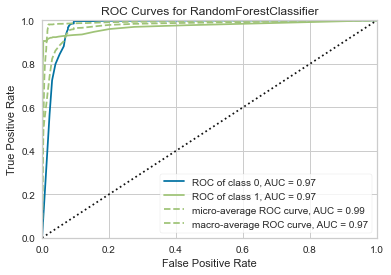 ROC Curves for RandomForestClassifier
True Positive Rate
1.0
0.8
0.6
0.4
0.2
0.0
ROC of class 0, AUC = 0.97
ROC of class 1, AUC = 0.97
micro-average ROC curve, AUC = 0.99
macro-average ROC curve, AUC = 0.97
0.0 0.2 0.4 0.6 0.8 1.0
False Positive Rate